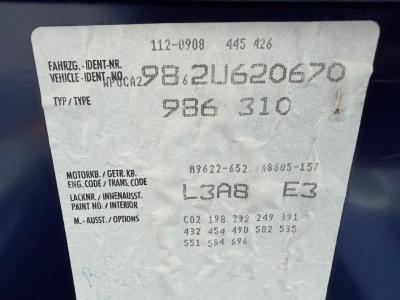 112-0908 445 426
FAHRZG.-IDENT-NR.
VEHICLE-IDENT-NO. WP0CA2 98 2U620670
TYP / TYPE 986 310
MOTORKB. / GETR. KB. M9622-652 A8605-157
ENG. CODE / TRANS. CODE
LACKNR. / INNENAUSST. L3A8 E3
PAINT NO. / INTERIOR
M.-AUSST. / OPTIONS C02 198 232 249 391
432 454 490 502 535
551 584 696